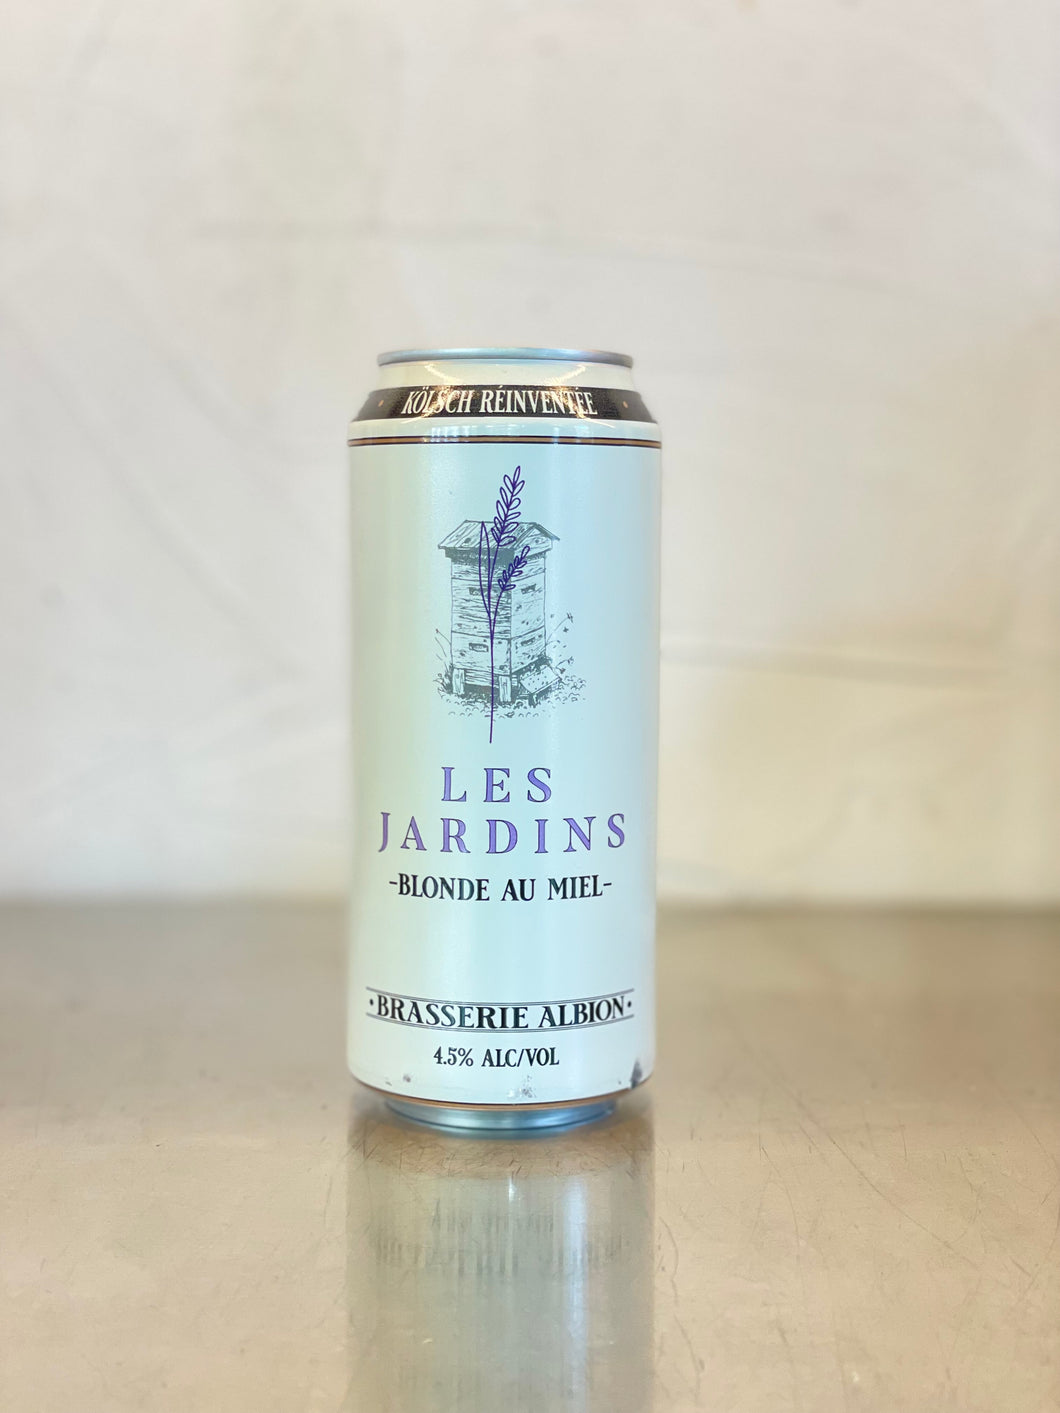 KÖLSCH RÉINVENTÉE
LES
JARDINS
-BLONDE AU MIEL-
•BRASSERIE ALBION•
4.5% ALC/VOL